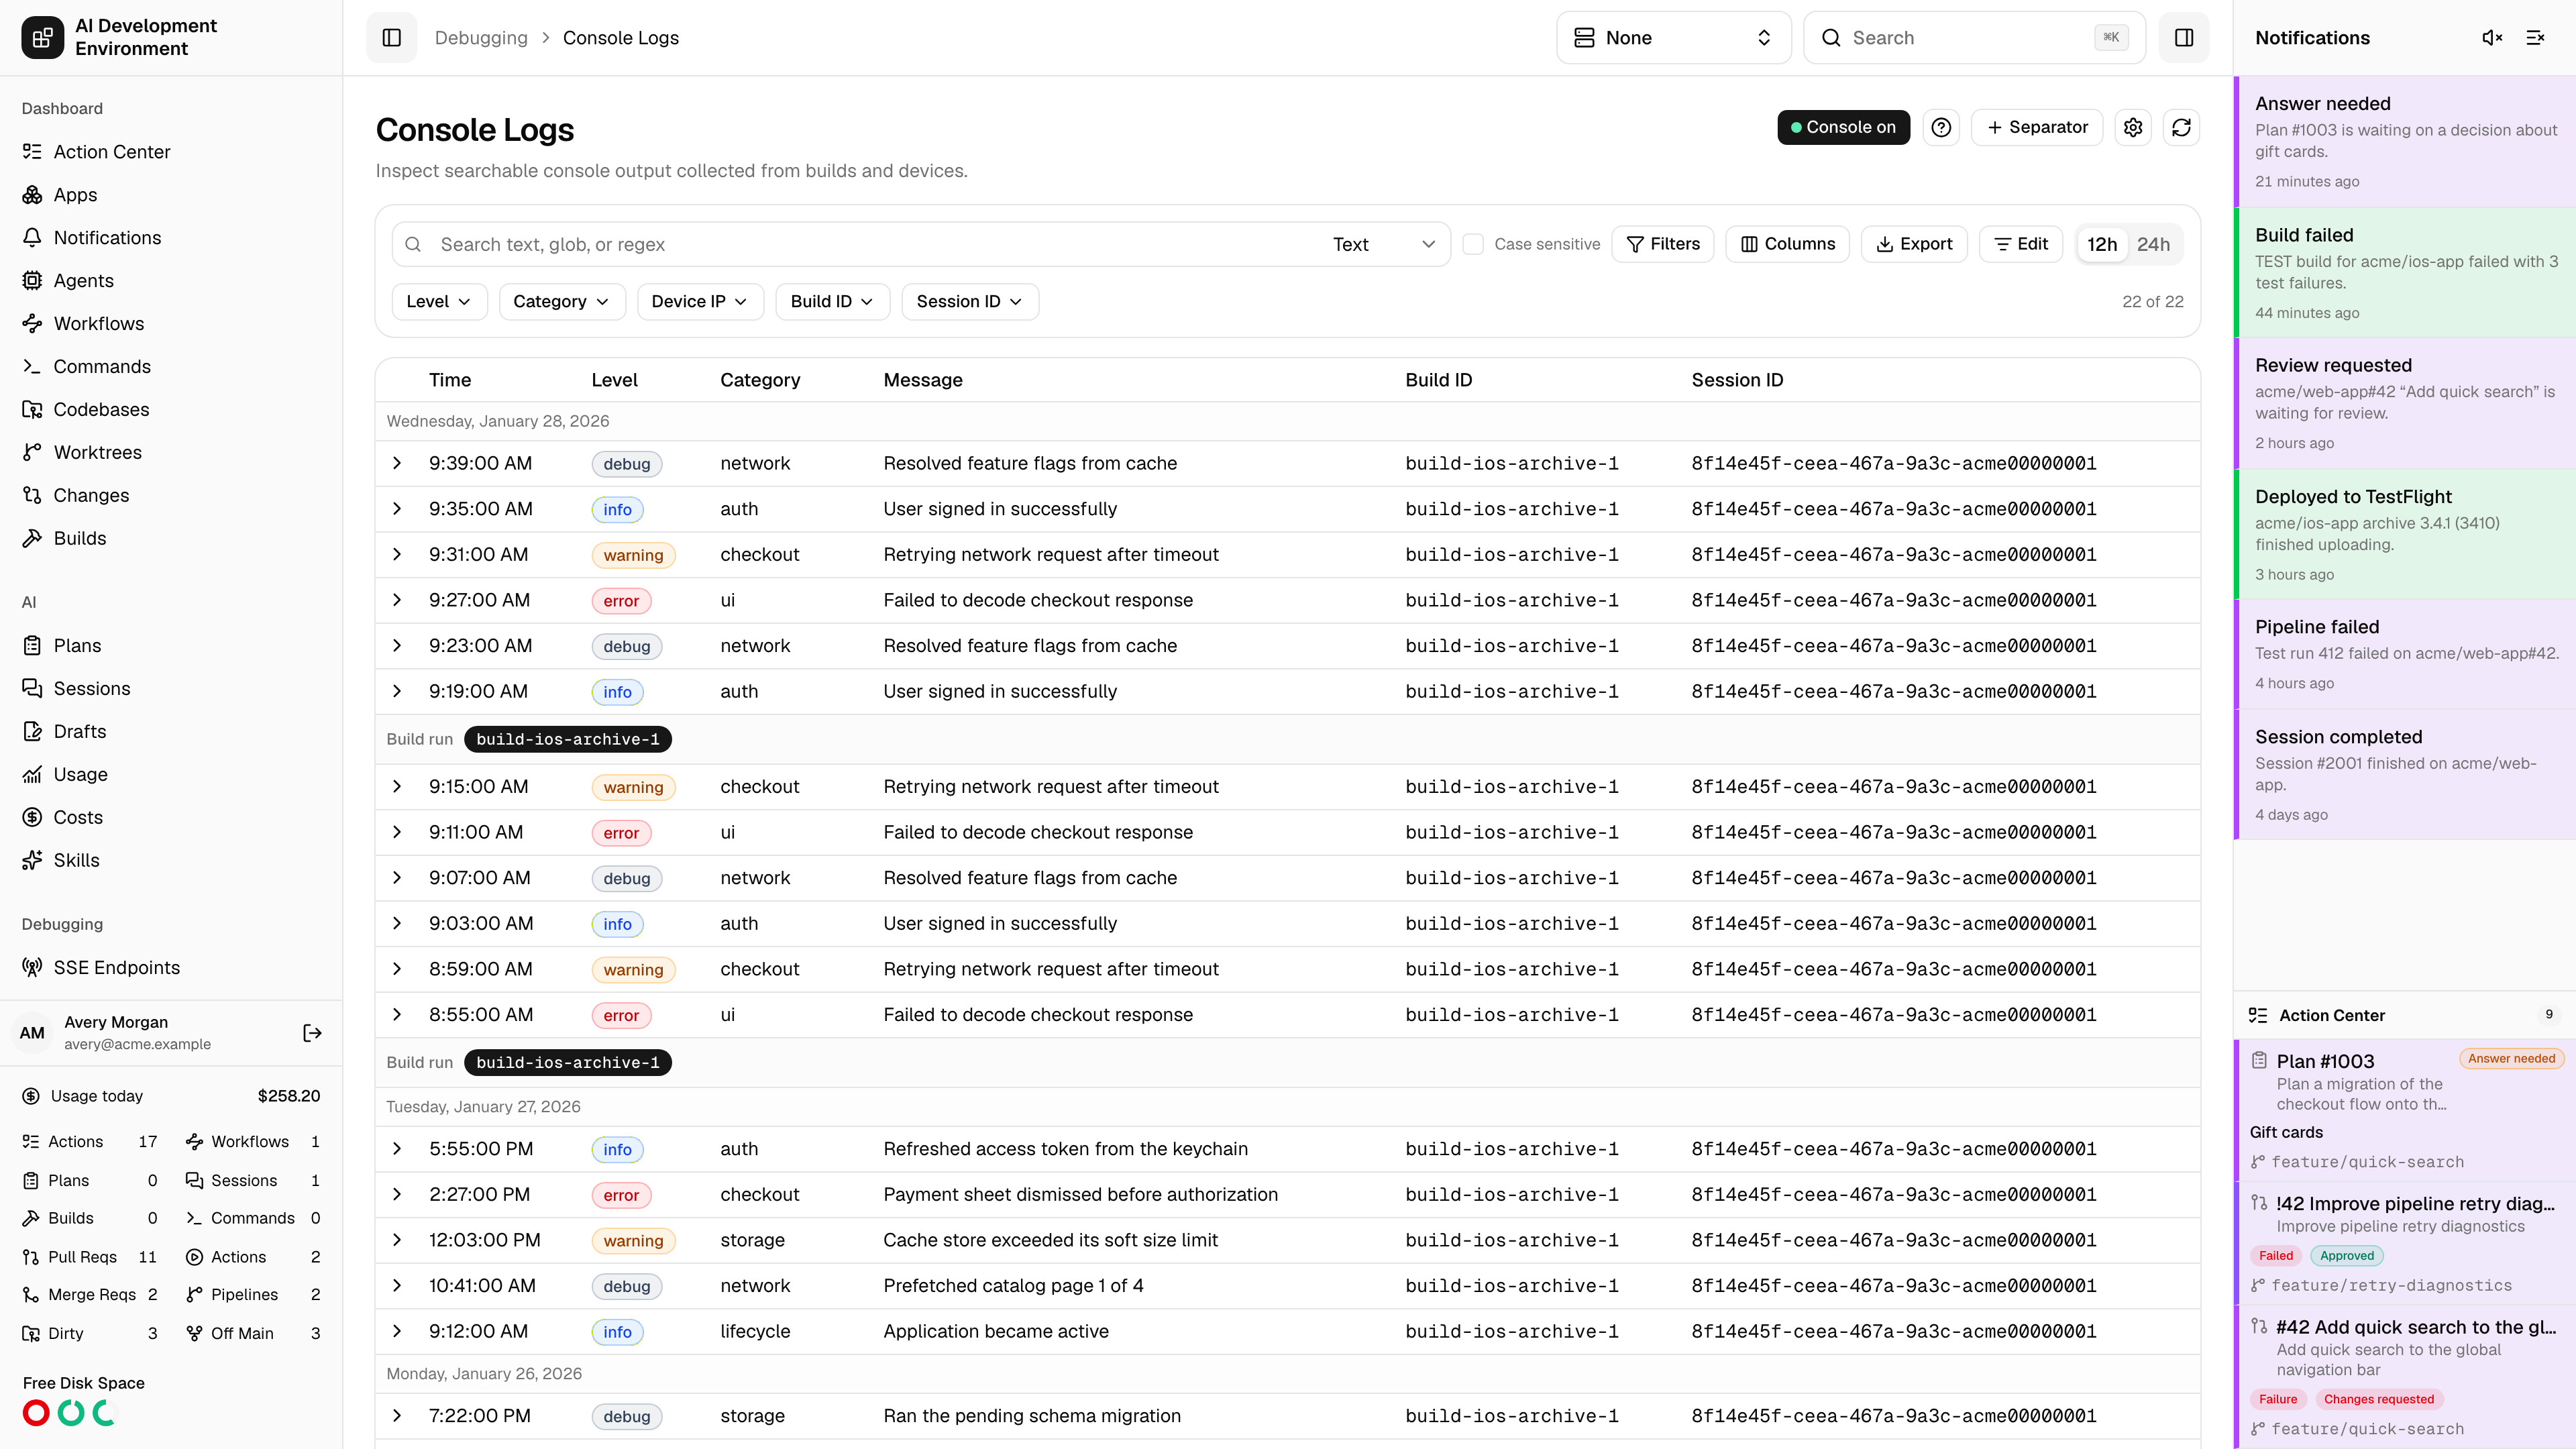 AI Development
Environment
Dashboard
Action Center
Apps
Notifications
Agents
Workflows
Commands
Codebases
Worktrees
Changes
Builds
AI
Plans
Sessions
Drafts
Usage
Costs
Skills
Debugging
SSE Endpoints
AM
Avery Morgan
avery@acme.example
Usage today $258.20
Actions 17 Workflows 1
Plans 0 Sessions 1
Builds 0 Commands 0
Pull Reqs 11 Actions 2
Merge Reqs 2 Pipelines 2
Dirty 3 Off Main 3
Free Disk Space
Debugging Console Logs
None
Search ⌘K
Console Logs
Inspect searchable console output collected from builds and devices.
Console on
Separator
Search text, glob, or regex
Text
Case sensitive
Filters
Columns
Export
Edit
12h 24h
Level
Category
Device IP
Build ID
Session ID
22 of 22
Time Level Category Message Build ID Session ID
Wednesday, January 28, 2026
9:39:00 AM debug network Resolved feature flags from cache build-ios-archive-1 8f14e45f-ceea-467a-9a3c-acme00000001
9:35:00 AM info auth User signed in successfully build-ios-archive-1 8f14e45f-ceea-467a-9a3c-acme00000001
9:31:00 AM warning checkout Retrying network request after timeout build-ios-archive-1 8f14e45f-ceea-467a-9a3c-acme00000001
9:27:00 AM error ui Failed to decode checkout response build-ios-archive-1 8f14e45f-ceea-467a-9a3c-acme00000001
9:23:00 AM debug network Resolved feature flags from cache build-ios-archive-1 8f14e45f-ceea-467a-9a3c-acme00000001
9:19:00 AM info auth User signed in successfully build-ios-archive-1 8f14e45f-ceea-467a-9a3c-acme00000001
Build run build-ios-archive-1
9:15:00 AM warning checkout Retrying network request after timeout build-ios-archive-1 8f14e45f-ceea-467a-9a3c-acme00000001
9:11:00 AM error ui Failed to decode checkout response build-ios-archive-1 8f14e45f-ceea-467a-9a3c-acme00000001
9:07:00 AM debug network Resolved feature flags from cache build-ios-archive-1 8f14e45f-ceea-467a-9a3c-acme00000001
9:03:00 AM info auth User signed in successfully build-ios-archive-1 8f14e45f-ceea-467a-9a3c-acme00000001
8:59:00 AM warning checkout Retrying network request after timeout build-ios-archive-1 8f14e45f-ceea-467a-9a3c-acme00000001
8:55:00 AM error ui Failed to decode checkout response build-ios-archive-1 8f14e45f-ceea-467a-9a3c-acme00000001
Build run build-ios-archive-1
Tuesday, January 27, 2026
5:55:00 PM info auth Refreshed access token from the keychain build-ios-archive-1 8f14e45f-ceea-467a-9a3c-acme00000001
2:27:00 PM error checkout Payment sheet dismissed before authorization build-ios-archive-1 8f14e45f-ceea-467a-9a3c-acme00000001
12:03:00 PM warning storage Cache store exceeded its soft size limit build-ios-archive-1 8f14e45f-ceea-467a-9a3c-acme00000001
10:41:00 AM debug network Prefetched catalog page 1 of 4 build-ios-archive-1 8f14e45f-ceea-467a-9a3c-acme00000001
9:12:00 AM info lifecycle Application became active build-ios-archive-1 8f14e45f-ceea-467a-9a3c-acme00000001
Monday, January 26, 2026
7:22:00 PM debug storage Ran the pending schema migration build-ios-archive-1 8f14e45f-ceea-467a-9a3c-acme00000001
Notifications
Answer needed
Plan #1003 is waiting on a decision about
gift cards.
21 minutes ago
Build failed
TEST build for acme/ios-app failed with 3
test failures.
44 minutes ago
Review requested
acme/web-app#42 “Add quick search” is
waiting for review.
2 hours ago
Deployed to TestFlight
acme/ios-app archive 3.4.1 (3410)
finished uploading.
3 hours ago
Pipeline failed
Test run 412 failed on acme/web-app#42.
4 hours ago
Session completed
Session #2001 finished on acme/web-
app.
4 days ago
Action Center 9
Plan #1003 Answer needed
Plan a migration of the
checkout flow onto th...
Gift cards
feature/quick-search
!42 Improve pipeline retry diag...
Improve pipeline retry diagnostics
Failed Approved
feature/retry-diagnostics
#42 Add quick search to the gl...
Add quick search to the global
navigation bar
Failure Changes requested
feature/quick-search